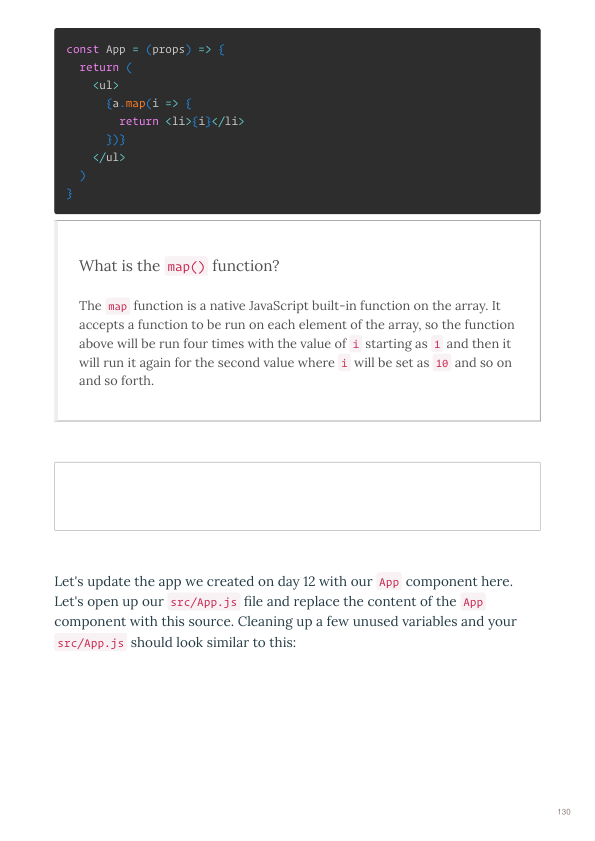 const App = (props) => {
  return (
    <ul>
      {a.map(i => {
        return <li>{i}</li>
      })}
    </ul>
  )
}
What is the map() function?
The map function is a native JavaScript built-in function on the array. It
accepts a function to be run on each element of the array, so the function
above will be run four times with the value of i starting as 1 and then it
will run it again for the second value where i will be set as 10 and so on
and so forth.
Let's update the app we created on day 12 with our App component here.
Let's open up our src/App.js file and replace the content of the App
component with this source. Cleaning up a few unused variables and your
src/App.js should look similar to this:
130